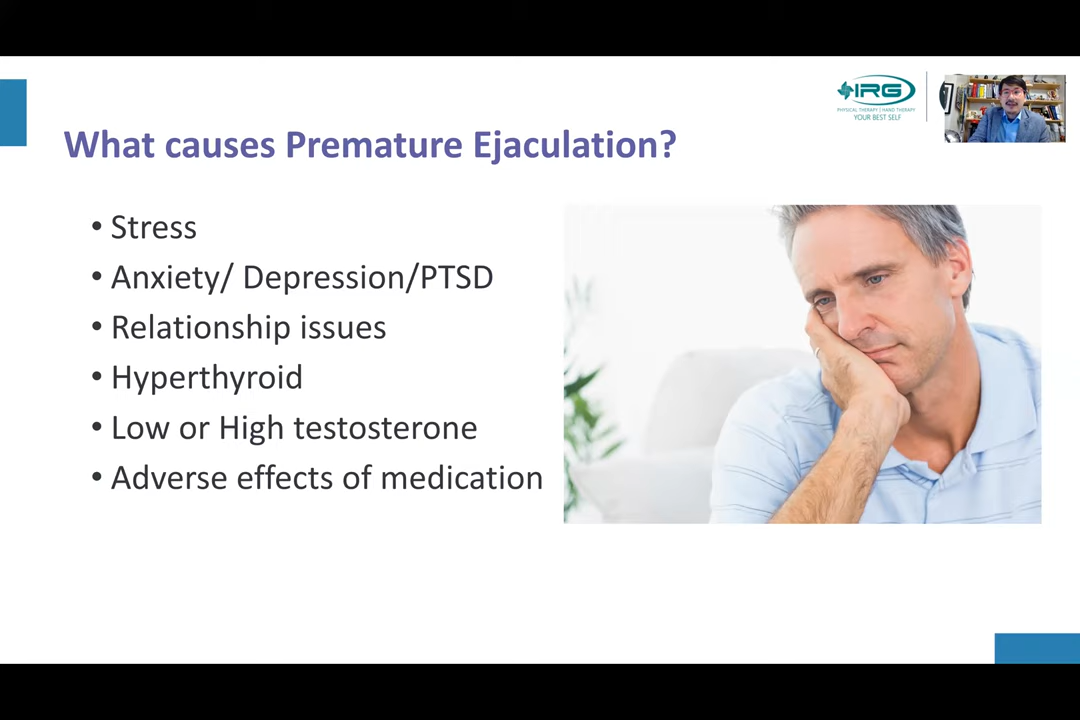 IRG
PHYSICAL THERAPY | HAND THERAPY
YOUR BEST SELF
What causes Premature Ejaculation?
• Stress
• Anxiety/ Depression/PTSD
• Relationship issues
• Hyperthyroid
• Low or High testosterone
• Adverse effects of medication